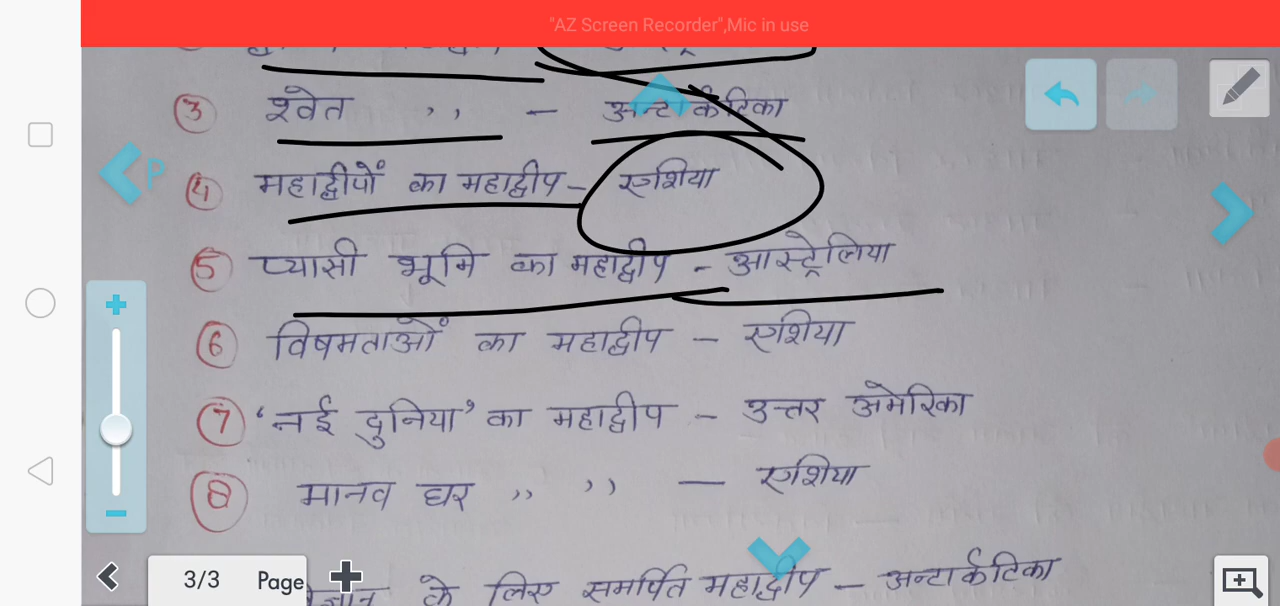 "AZ Screen Recorder",Mic in use
③ श्वेत ,, — अन्टार्कटिका
④ महाद्वीपों का महाद्वीप - एशिया
⑤ प्यासी भूमि का महाद्वीप - आस्ट्रेलिया
⑥ विषमताओं का महाद्वीप — एशिया
⑦ ‘नई दुनिया’ का महाद्वीप – उत्तर अमेरिका
⑧ मानव घर ,, ,, — एशिया
के लिए समर्पित महाद्वीप – अन्टार्कटिका
P
3/3 Page